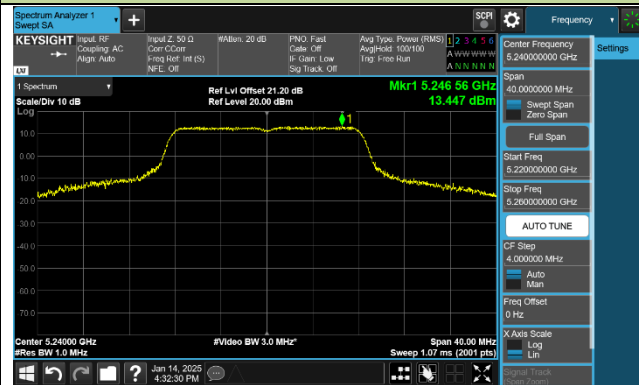 Spectrum Analyzer 1
Swept SA
SCPI
Frequency
KEYSIGHT
Input: RF
Coupling: AC
Align: Auto
Input Z: 50 Ω
Corr CCorr
Freq Ref: Int (S)
NFE: Off
#Atten: 20 dB
PNO: Fast
Gate: Off
IF Gain: Low
Sig Track: Off
Avg Type: Power (RMS)
Avg|Hold: 100/100
Trig: Free Run
1 2 3 4 5 6
A W W W W W
A N N N N N
LXI
1 Spectrum
Scale/Div 10 dB
Log
Ref Lvl Offset 21.20 dB
Ref Level 20.00 dBm
Mkr1 5.246 56 GHz
13.447 dBm
1
10.0
0.00
-10.0
-20.0
-30.0
-40.0
-50.0
-60.0
-70.0
Center 5.24000 GHz
#Res BW 1.0 MHz
#Video BW 3.0 MHz*
Span 40.00 MHz
Sweep 1.07 ms (2001 pts)
Jan 14, 2025
4:32:30 PM
Center Frequency
5.240000000 GHz
Settings
Span
40.0000000 MHz
Swept Span
Zero Span
Full Span
Start Freq
5.220000000 GHz
Stop Freq
5.260000000 GHz
AUTO TUNE
CF Step
4.000000 MHz
Auto
Man
Freq Offset
0 Hz
X Axis Scale
Log
Lin
Signal Track
(Span Zoom)